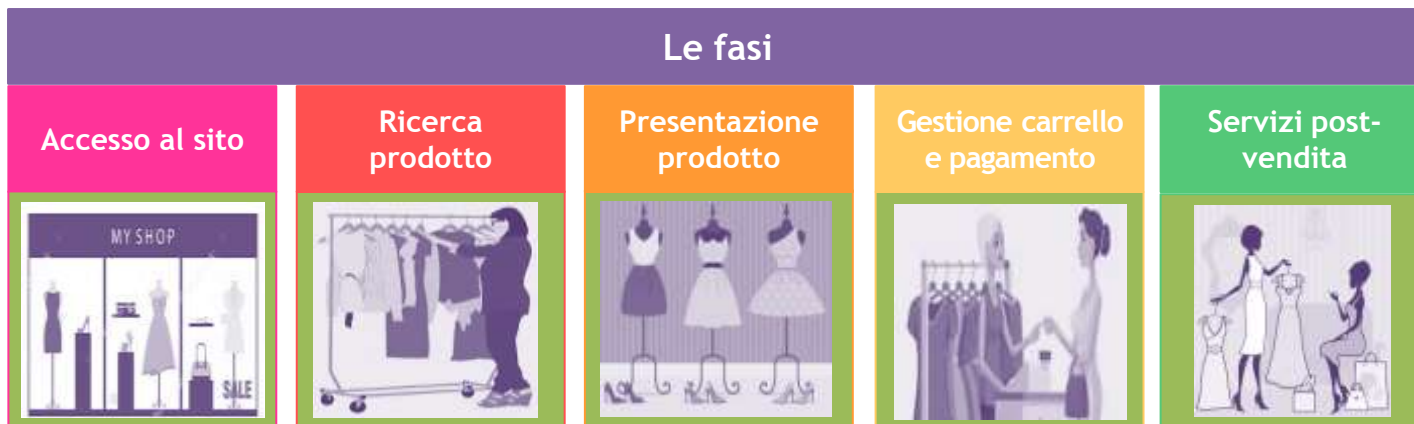 Le fasi
Accesso al sito
Ricerca
prodotto
Presentazione
prodotto
Gestione carrello
e pagamento
Servizi post-
vendita
MY SHOP
SALE